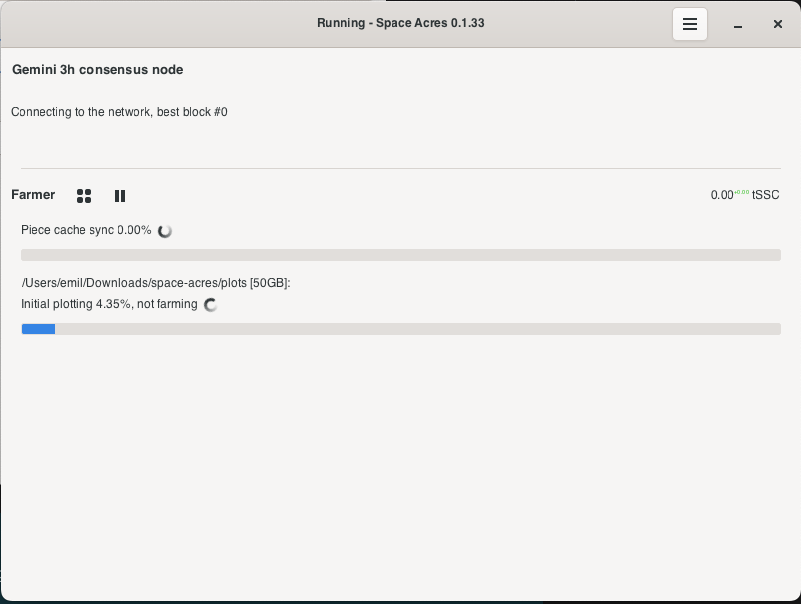 Running - Space Acres 0.1.33
Gemini 3h consensus node
Connecting to the network, best block #0
Farmer
0.00+0.00 tSSC
Piece cache sync 0.00%
/Users/emil/Downloads/space-acres/plots [50GB]:
Initial plotting 4.35%, not farming